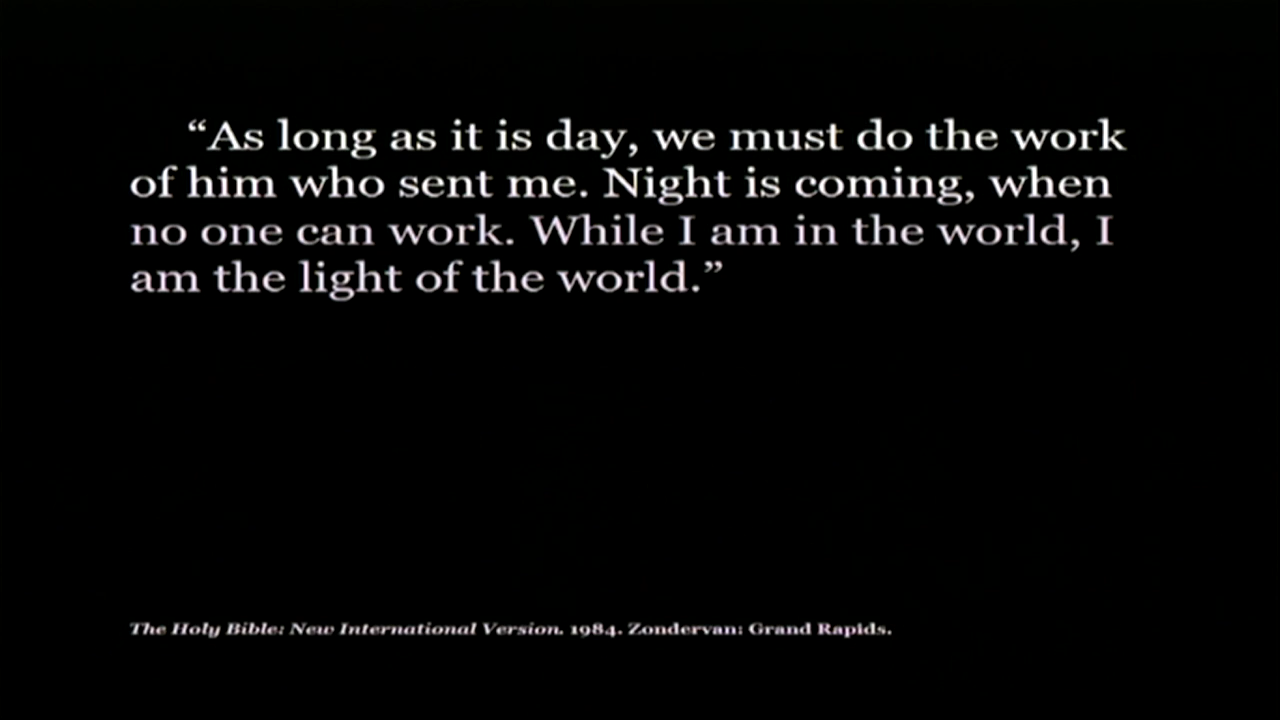 “As long as it is day, we must do the work
of him who sent me. Night is coming, when
no one can work. While I am in the world, I
am the light of the world.”
The Holy Bible: New International Version. 1984. Zondervan: Grand Rapids.